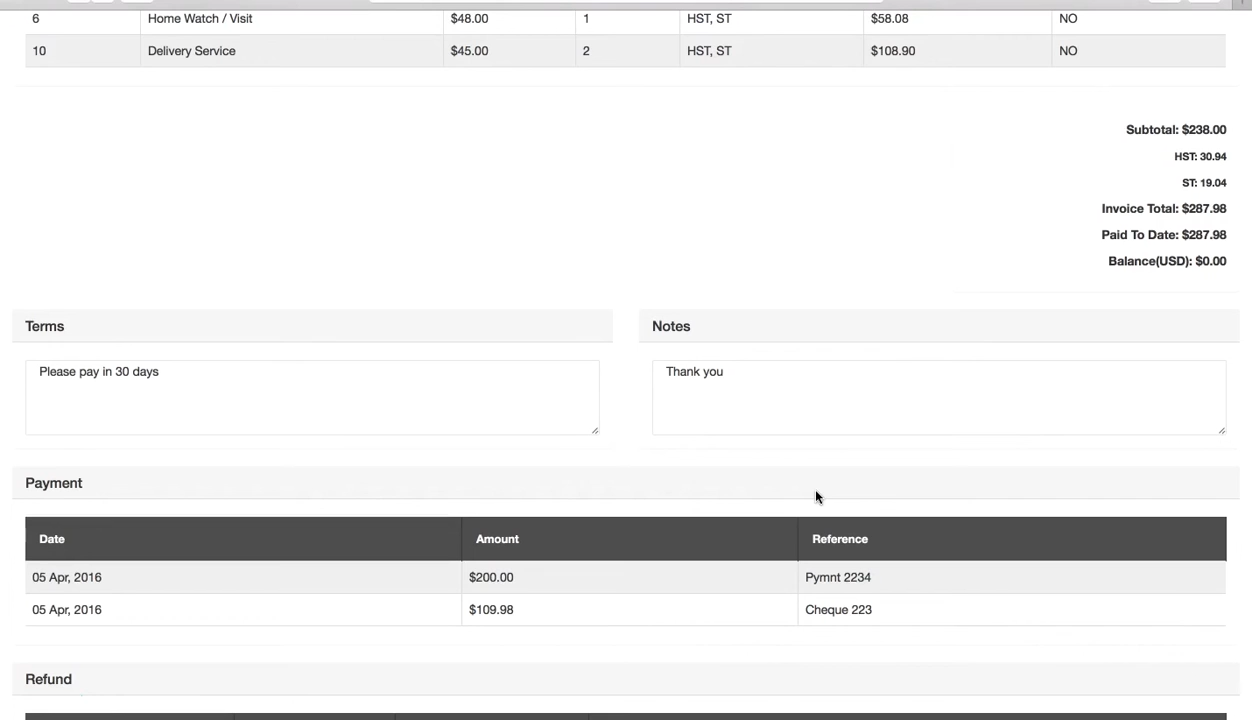 6 Home Watch / Visit $48.00 1 HST, ST $58.08 NO
10 Delivery Service $45.00 2 HST, ST $108.90 NO
Subtotal: $238.00
HST: 30.94
ST: 19.04
Invoice Total: $287.98
Paid To Date: $287.98
Balance(USD): $0.00
Terms Notes
Please pay in 30 days Thank you
Payment
Date Amount Reference
05 Apr, 2016 $200.00 Pymnt 2234
05 Apr, 2016 $109.98 Cheque 223
Refund